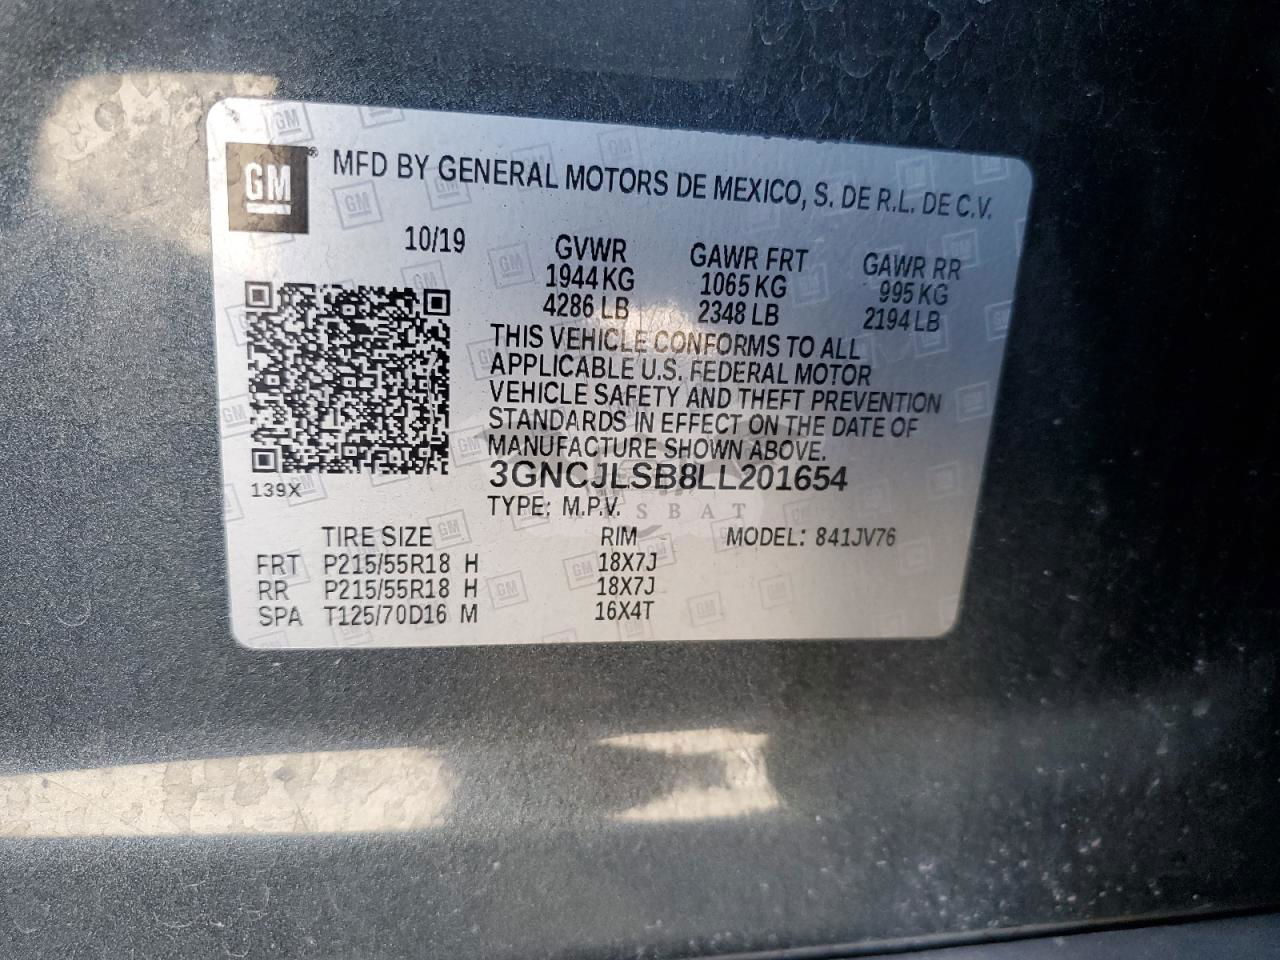 GM
MFD BY GENERAL MOTORS DE MEXICO, S. DE R.L. DE C.V.
10/19 GVWR GAWR FRT GAWR RR
1944 KG 1065 KG 995 KG
4286 LB 2348 LB 2194 LB
THIS VEHICLE CONFORMS TO ALL
APPLICABLE U.S. FEDERAL MOTOR
VEHICLE SAFETY AND THEFT PREVENTION
STANDARDS IN EFFECT ON THE DATE OF
MANUFACTURE SHOWN ABOVE.
139X
3GNCJLSB8LL201654
TYPE: M.P.V.
TIRE SIZE RIM MODEL: 841JV76
FRT P215/55R18 H 18X7J
RR P215/55R18 H 18X7J
SPA T125/70D16 M 16X4T